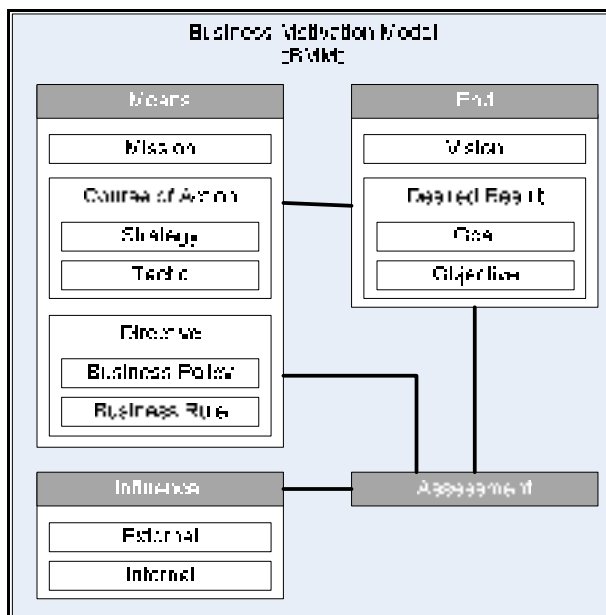 Business Motivation Model
(BMM)
Means
Mission
Course of Action
Strategy
Tactic
Directive
Business Policy
Business Rule
End
Vision
Desired Result
Goal
Objective
Influence
External
Internal
Assessment